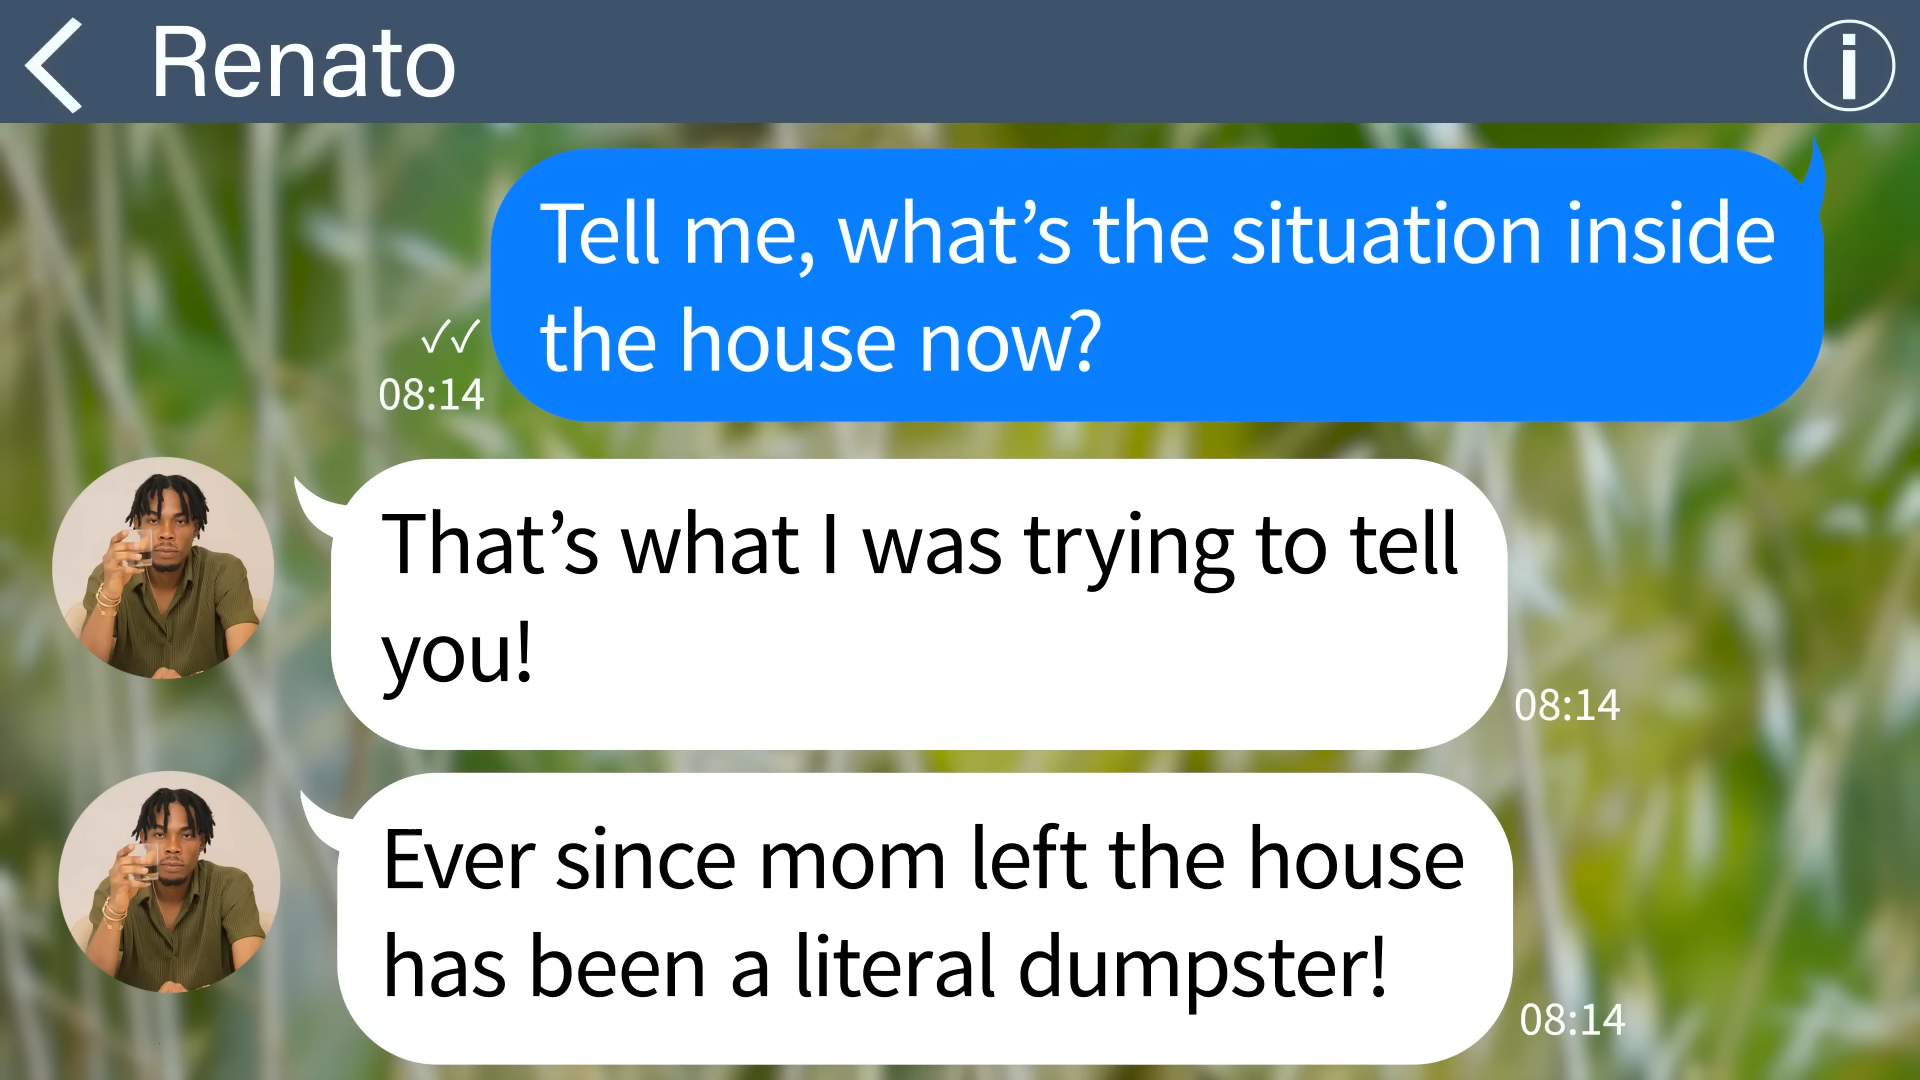 Renato
Tell me, what’s the situation inside
the house now?
✓✓
08:14
That’s what I was trying to tell
you!
08:14
Ever since mom left the house
has been a literal dumpster!
08:14